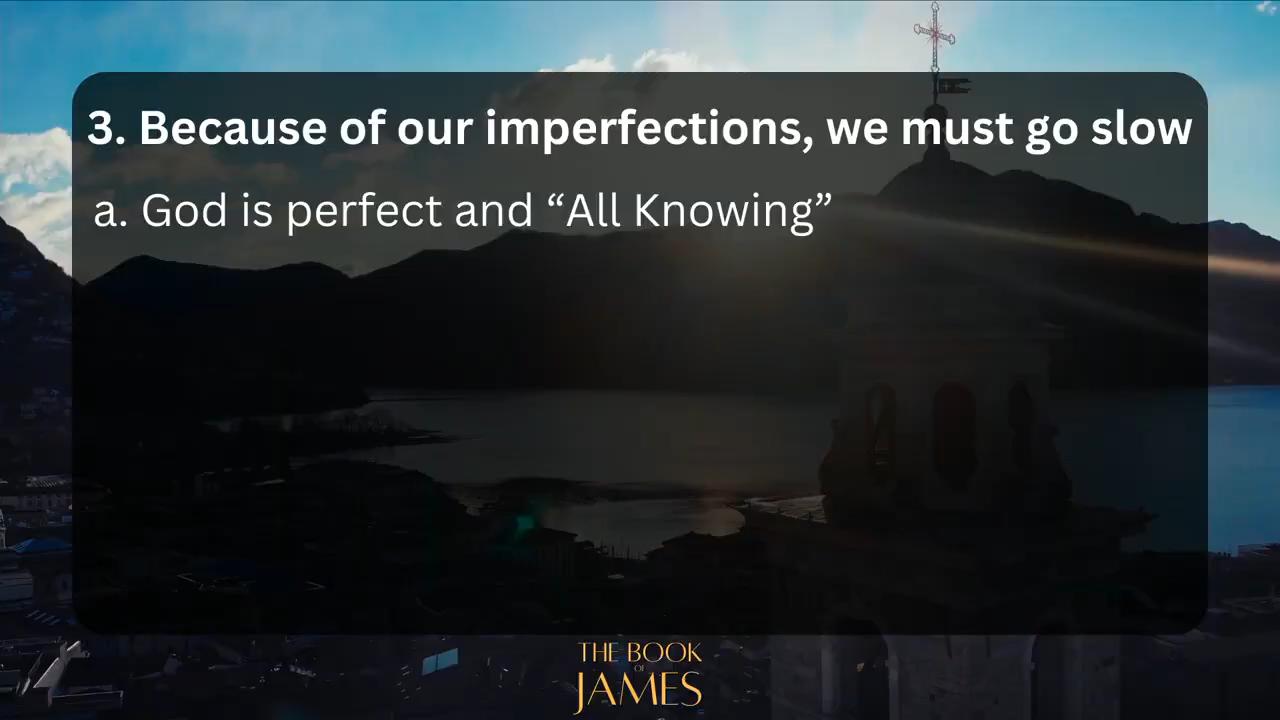 3. Because of our imperfections, we must go slow
a. God is perfect and “All Knowing”
THE BOOK
OF
JAMES